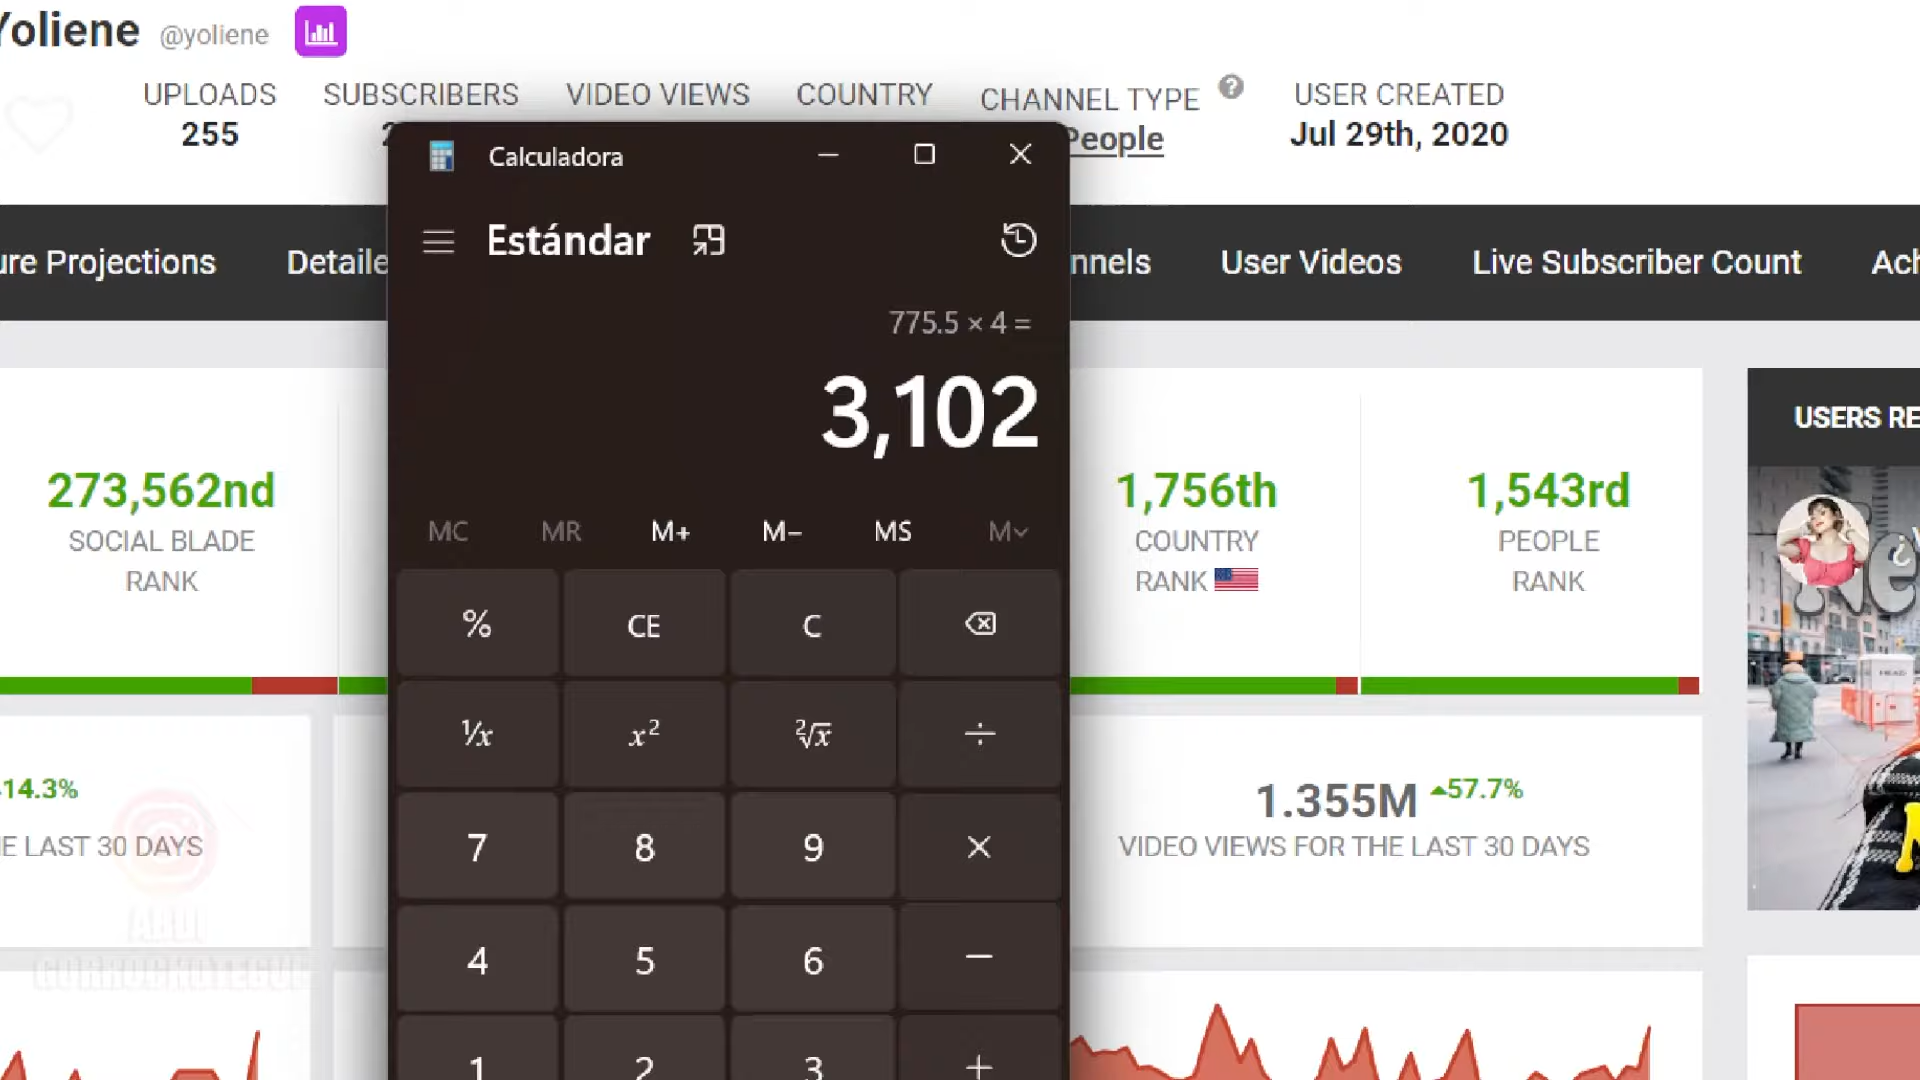 Yoliene @yoliene
UPLOADS SUBSCRIBERS VIDEO VIEWS COUNTRY CHANNEL TYPE ? USER CREATED
255 People Jul 29th, 2020
Calculadora
Estándar
ure Projections Detaile nnels User Videos Live Subscriber Count Ach
775.5 × 4 =
3,102
USERS RE
273,562nd 1,756th 1,543rd
SOCIAL BLADE COUNTRY PEOPLE
RANK RANK RANK
MC MR M+ M− MS M
% CE C
⅟x x² ²√x ÷
14.3% 1.355M 57.7%
E LAST 30 DAYS VIDEO VIEWS FOR THE LAST 30 DAYS
7 8 9 ×
4 5 6 −
1 2 3 +